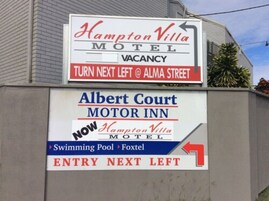 Hampton Villa
MOTEL
VACANCY
TURN NEXT LEFT @ ALMA STREET
Albert Court
MOTOR INN
NOW Hampton Villa
MOTEL
Swimming Pool • Foxtel
ENTRY NEXT LEFT